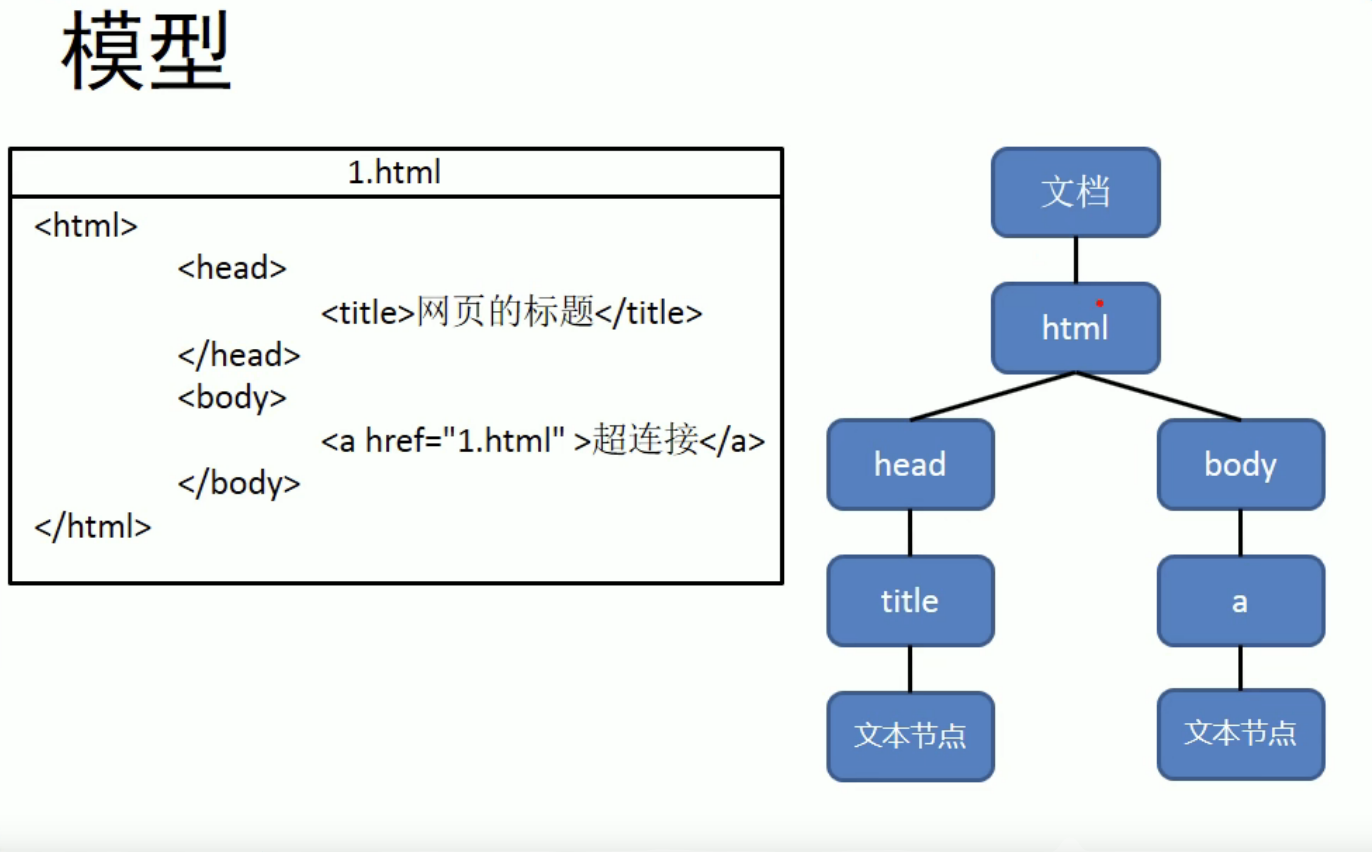 模型
1.html
<html>
<head>
<title>网页的标题</title>
</head>
<body>
<a href="1.html" >超连接</a>
</body>
</html>
文档
html
head
body
title
a
文本节点
文本节点